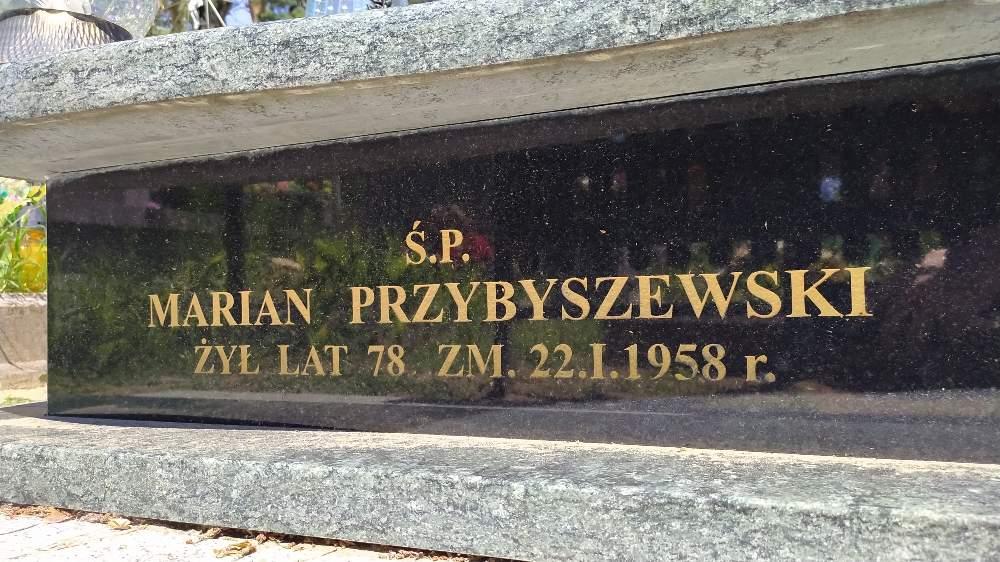 Ś.P.
MARIAN PRZYBYSZEWSKI
ŻYŁ LAT 78 ZM. 22.I.1958 r.